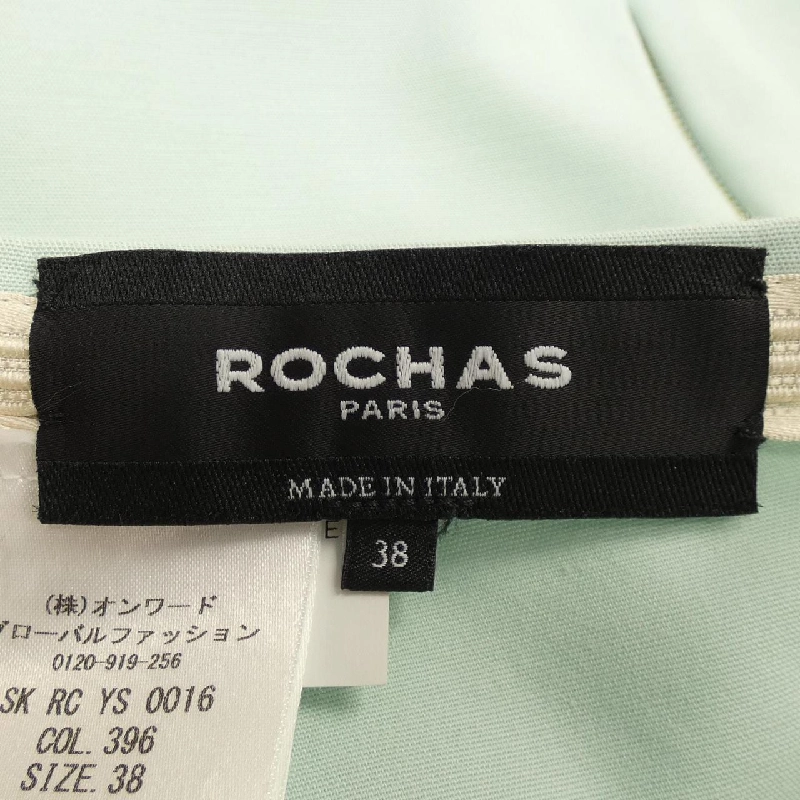 ROCHAS
PARIS
MADE IN ITALY
38
E
(株)オンワード
グローバルファッション
0120-919-256
SK RC YS 0016
COL. 396
SIZE. 38